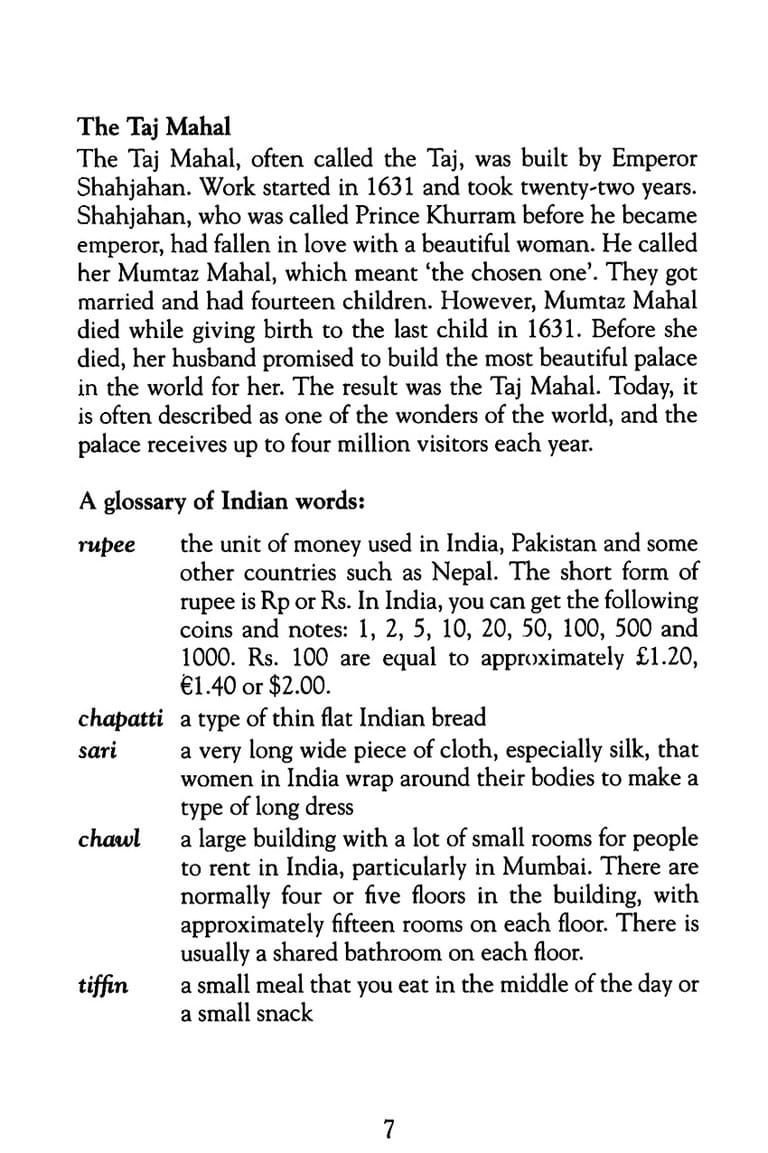 The Taj Mahal
The Taj Mahal, often called the Taj, was built by Emperor
Shahjahan. Work started in 1631 and took twenty-two years.
Shahjahan, who was called Prince Khurram before he became
emperor, had fallen in love with a beautiful woman. He called
her Mumtaz Mahal, which meant ‘the chosen one’. They got
married and had fourteen children. However, Mumtaz Mahal
died while giving birth to the last child in 1631. Before she
died, her husband promised to build the most beautiful palace
in the world for her. The result was the Taj Mahal. Today, it
is often described as one of the wonders of the world, and the
palace receives up to four million visitors each year.
A glossary of Indian words:
rupee the unit of money used in India, Pakistan and some
other countries such as Nepal. The short form of
rupee is Rp or Rs. In India, you can get the following
coins and notes: 1, 2, 5, 10, 20, 50, 100, 500 and
1000. Rs. 100 are equal to approximately £1.20,
€1.40 or $2.00.
chapatti a type of thin flat Indian bread
sari a very long wide piece of cloth, especially silk, that
women in India wrap around their bodies to make a
type of long dress
chawl a large building with a lot of small rooms for people
to rent in India, particularly in Mumbai. There are
normally four or five floors in the building, with
approximately fifteen rooms on each floor. There is
usually a shared bathroom on each floor.
tiffin a small meal that you eat in the middle of the day or
a small snack
7